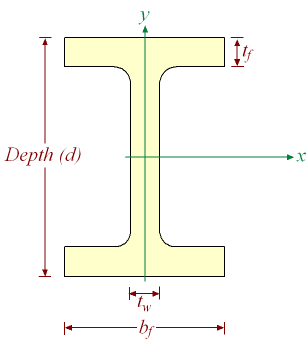 y
t_f
Depth (d)
x
t_w
b_f